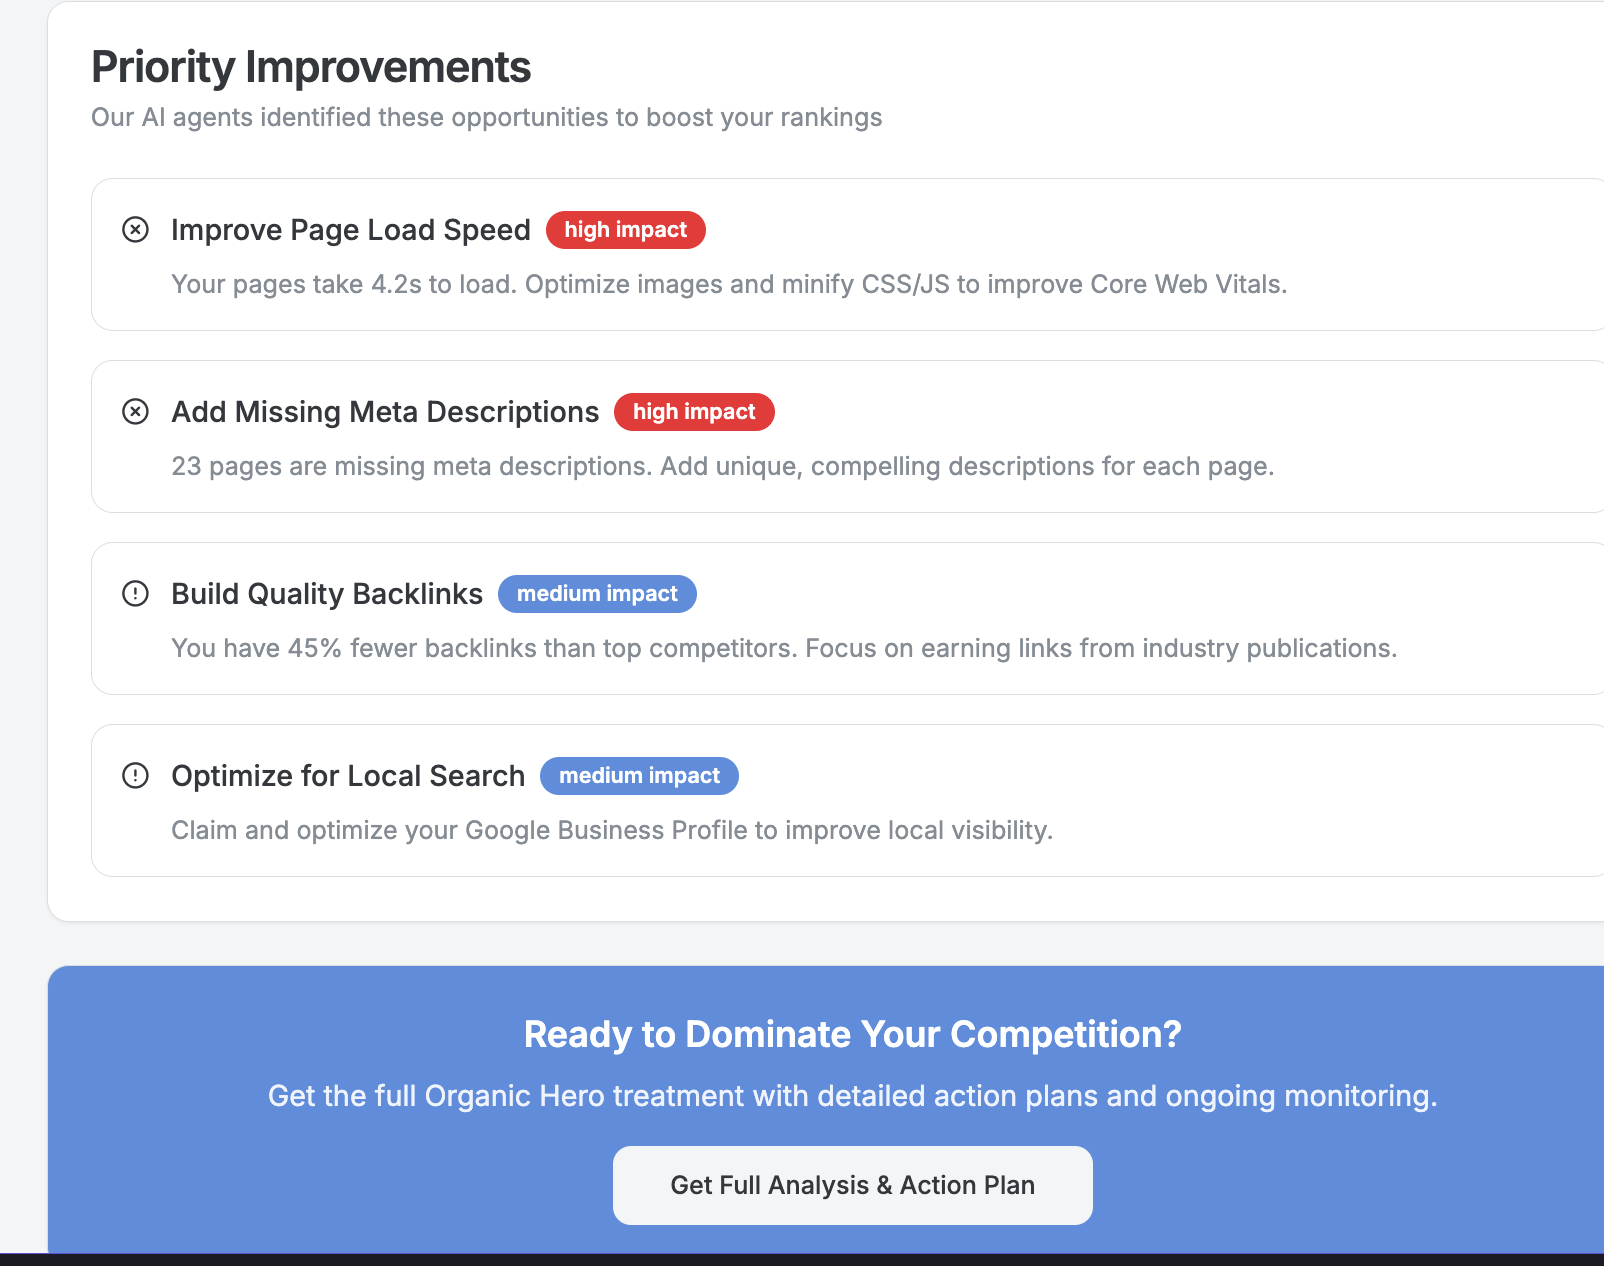 Priority Improvements
Our AI agents identified these opportunities to boost your rankings
Improve Page Load Speed high impact
Your pages take 4.2s to load. Optimize images and minify CSS/JS to improve Core Web Vitals.
Add Missing Meta Descriptions high impact
23 pages are missing meta descriptions. Add unique, compelling descriptions for each page.
Build Quality Backlinks medium impact
You have 45% fewer backlinks than top competitors. Focus on earning links from industry publications.
Optimize for Local Search medium impact
Claim and optimize your Google Business Profile to improve local visibility.
Ready to Dominate Your Competition?
Get the full Organic Hero treatment with detailed action plans and ongoing monitoring.
Get Full Analysis & Action Plan